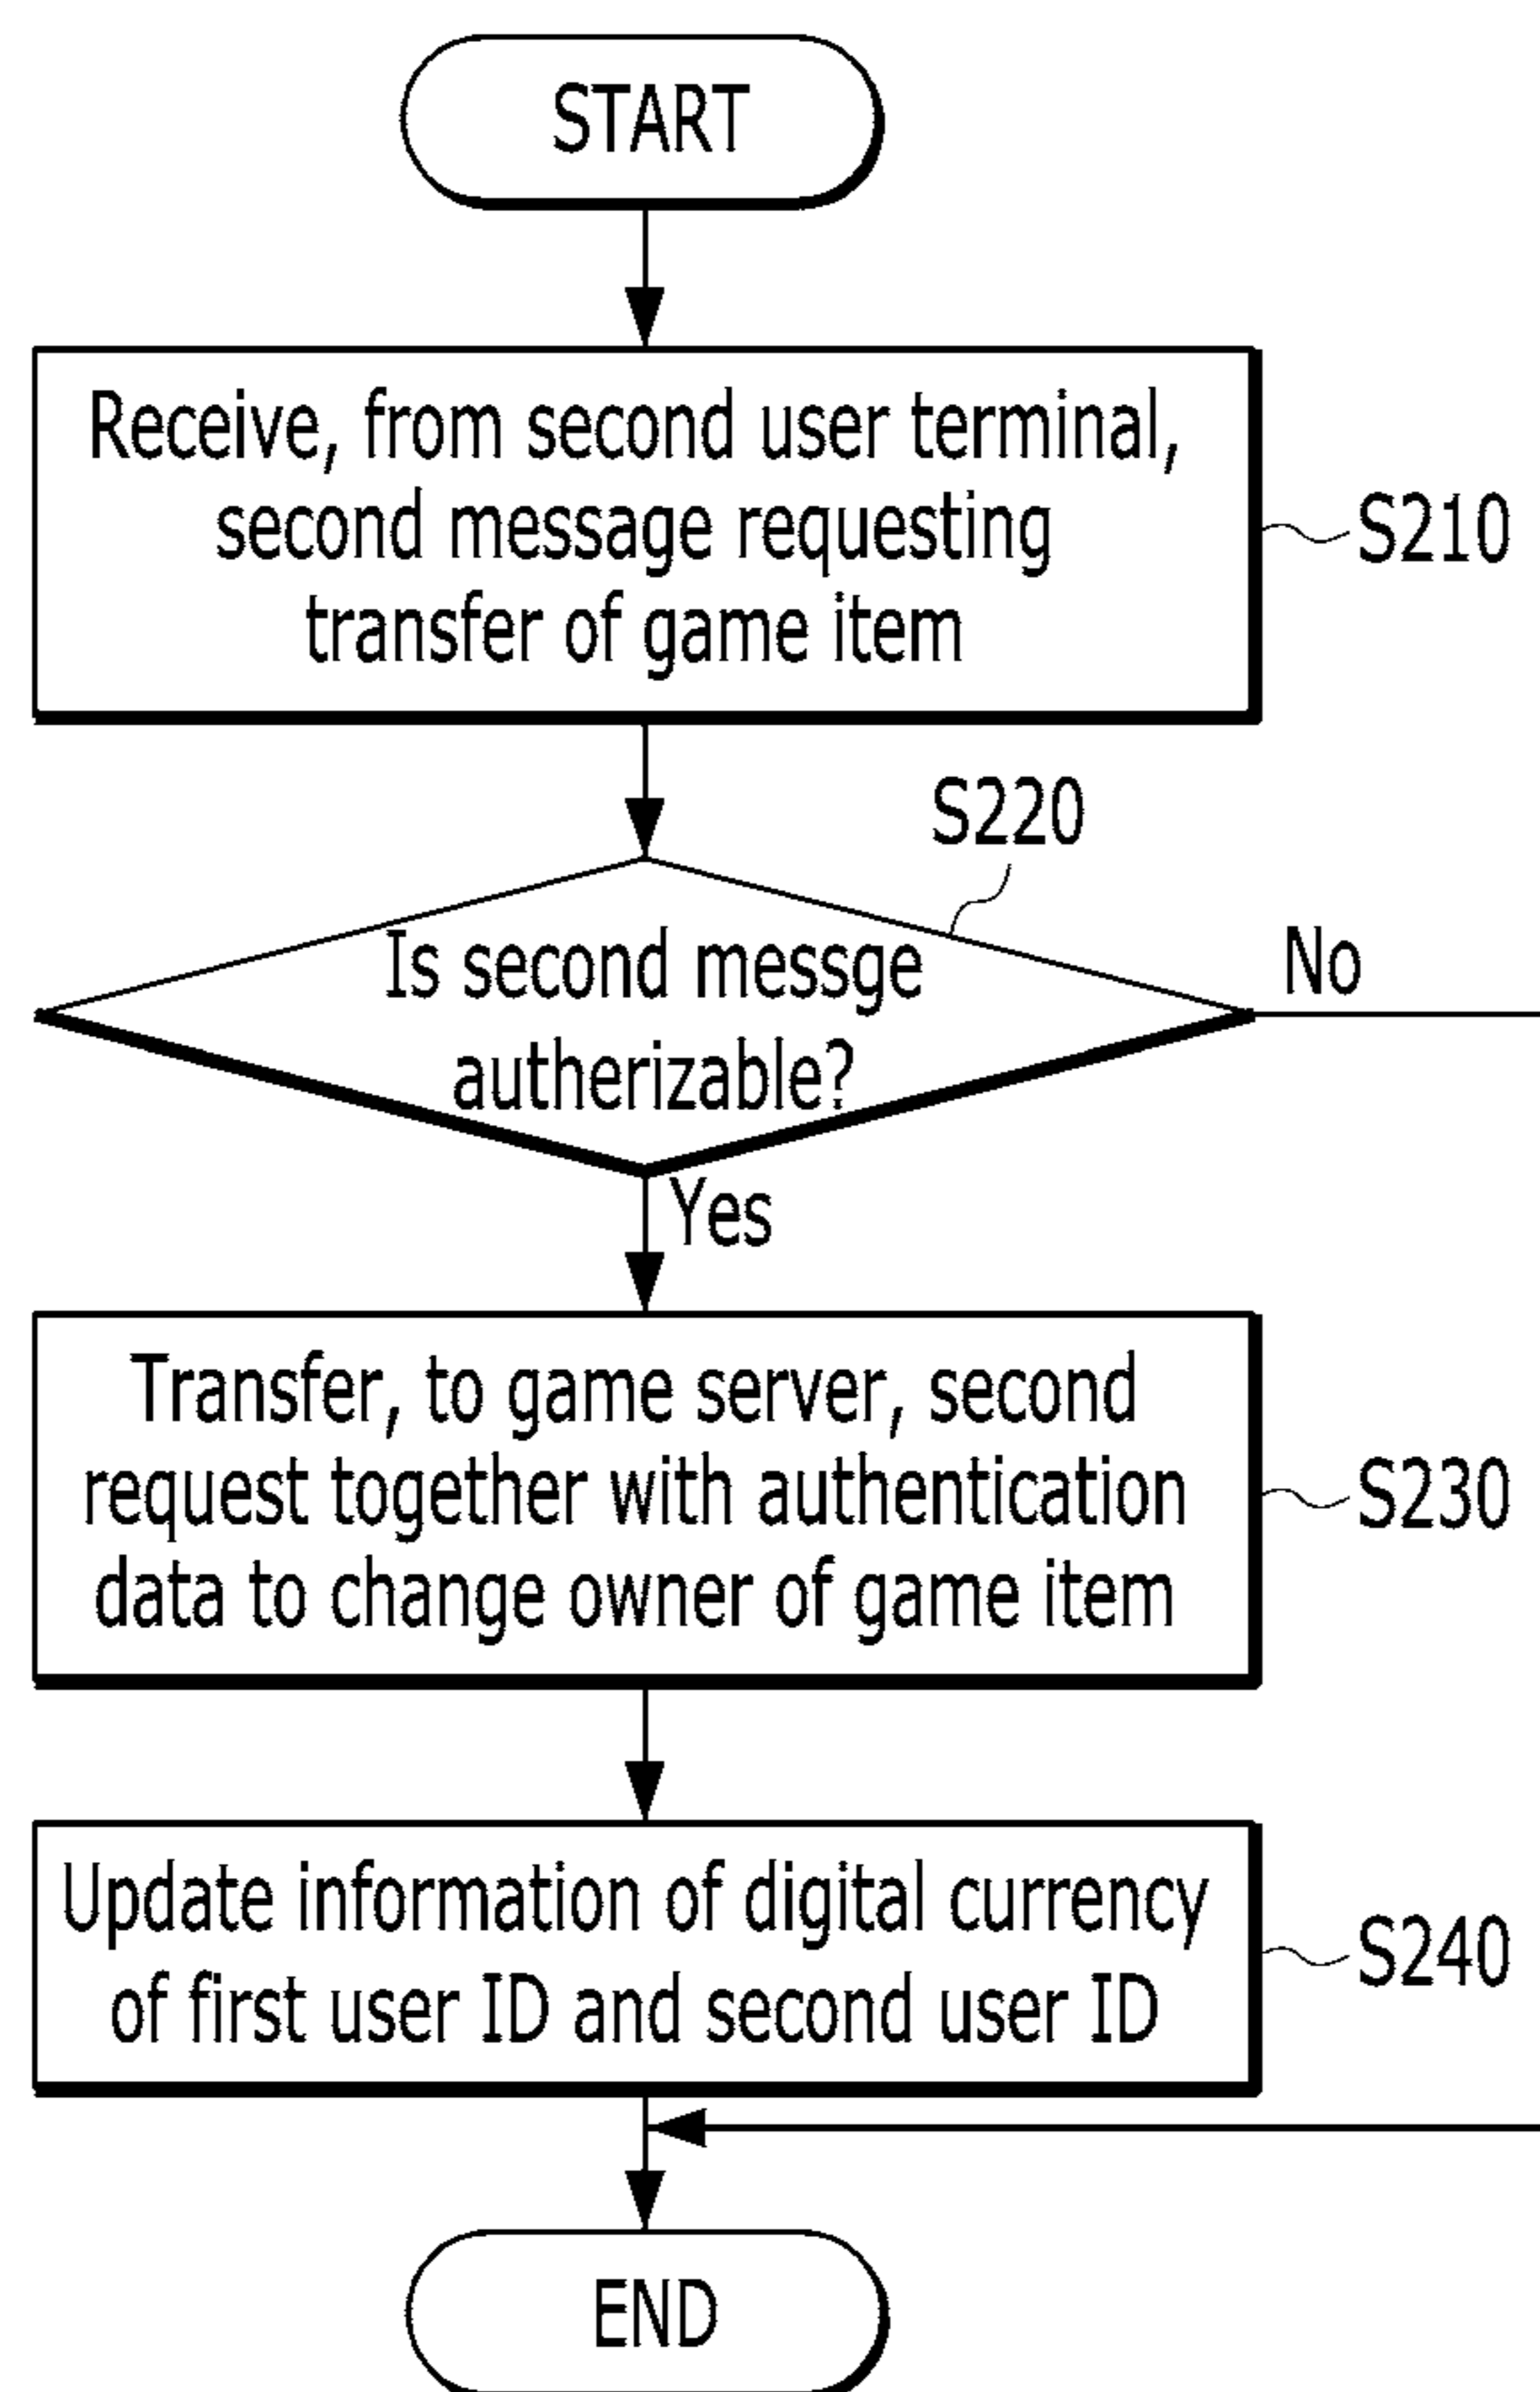 START
Receive, from second user terminal,
second message requesting
transfer of game item
S210
S220
Is second messge
autherizable?
No
Yes
Transfer, to game server, second
request together with authentication
data to change owner of game item
S230
Update information of digital currency
of first user ID and second user ID
S240
END